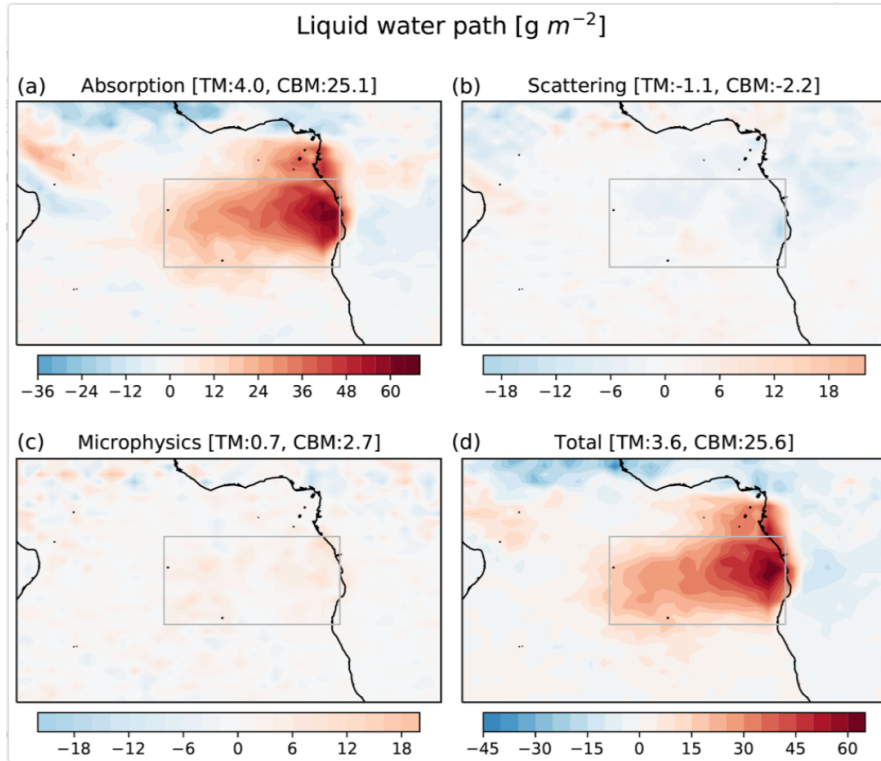 Liquid water path [g m⁻²]
(a) Absorption [TM:4.0, CBM:25.1]
(b) Scattering [TM:-1.1, CBM:-2.2]
−36 −24 −12 0 12 24 36 48 60
−18 −12 −6 0 6 12 18
(c) Microphysics [TM:0.7, CBM:2.7]
(d) Total [TM:3.6, CBM:25.6]
−18 −12 −6 0 6 12 18
−45 −30 −15 0 15 30 45 60